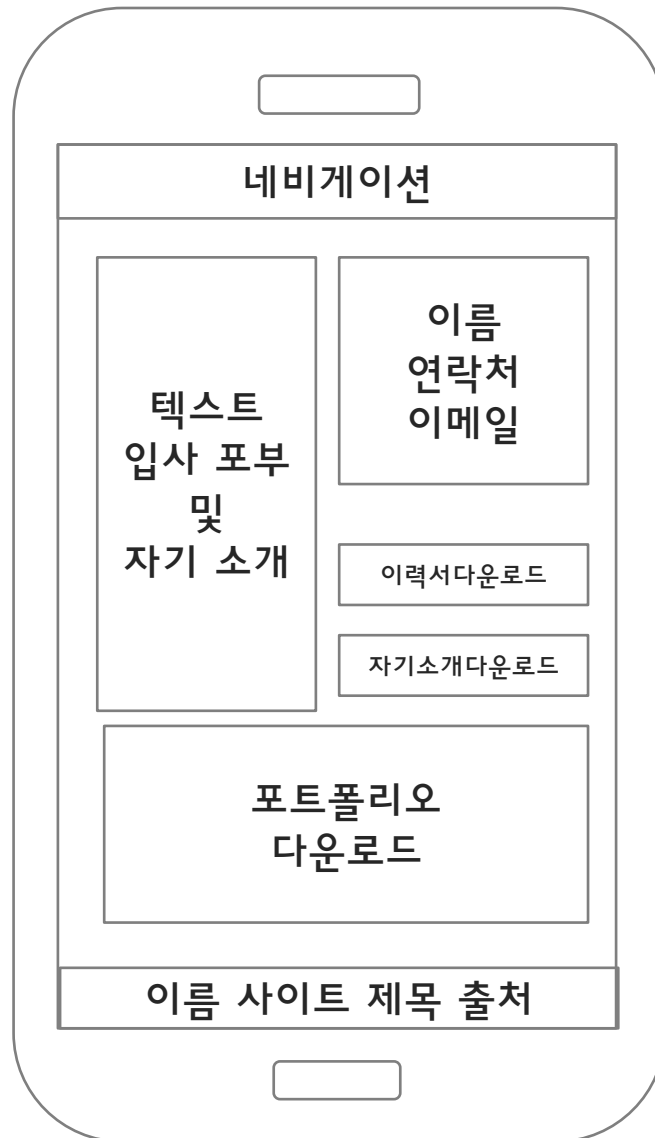 네비게이션
텍스트
입사 포부
및
자기 소개
이름
연락처
이메일
이력서다운로드
자기소개다운로드
포트폴리오
다운로드
이름 사이트 제목 출처